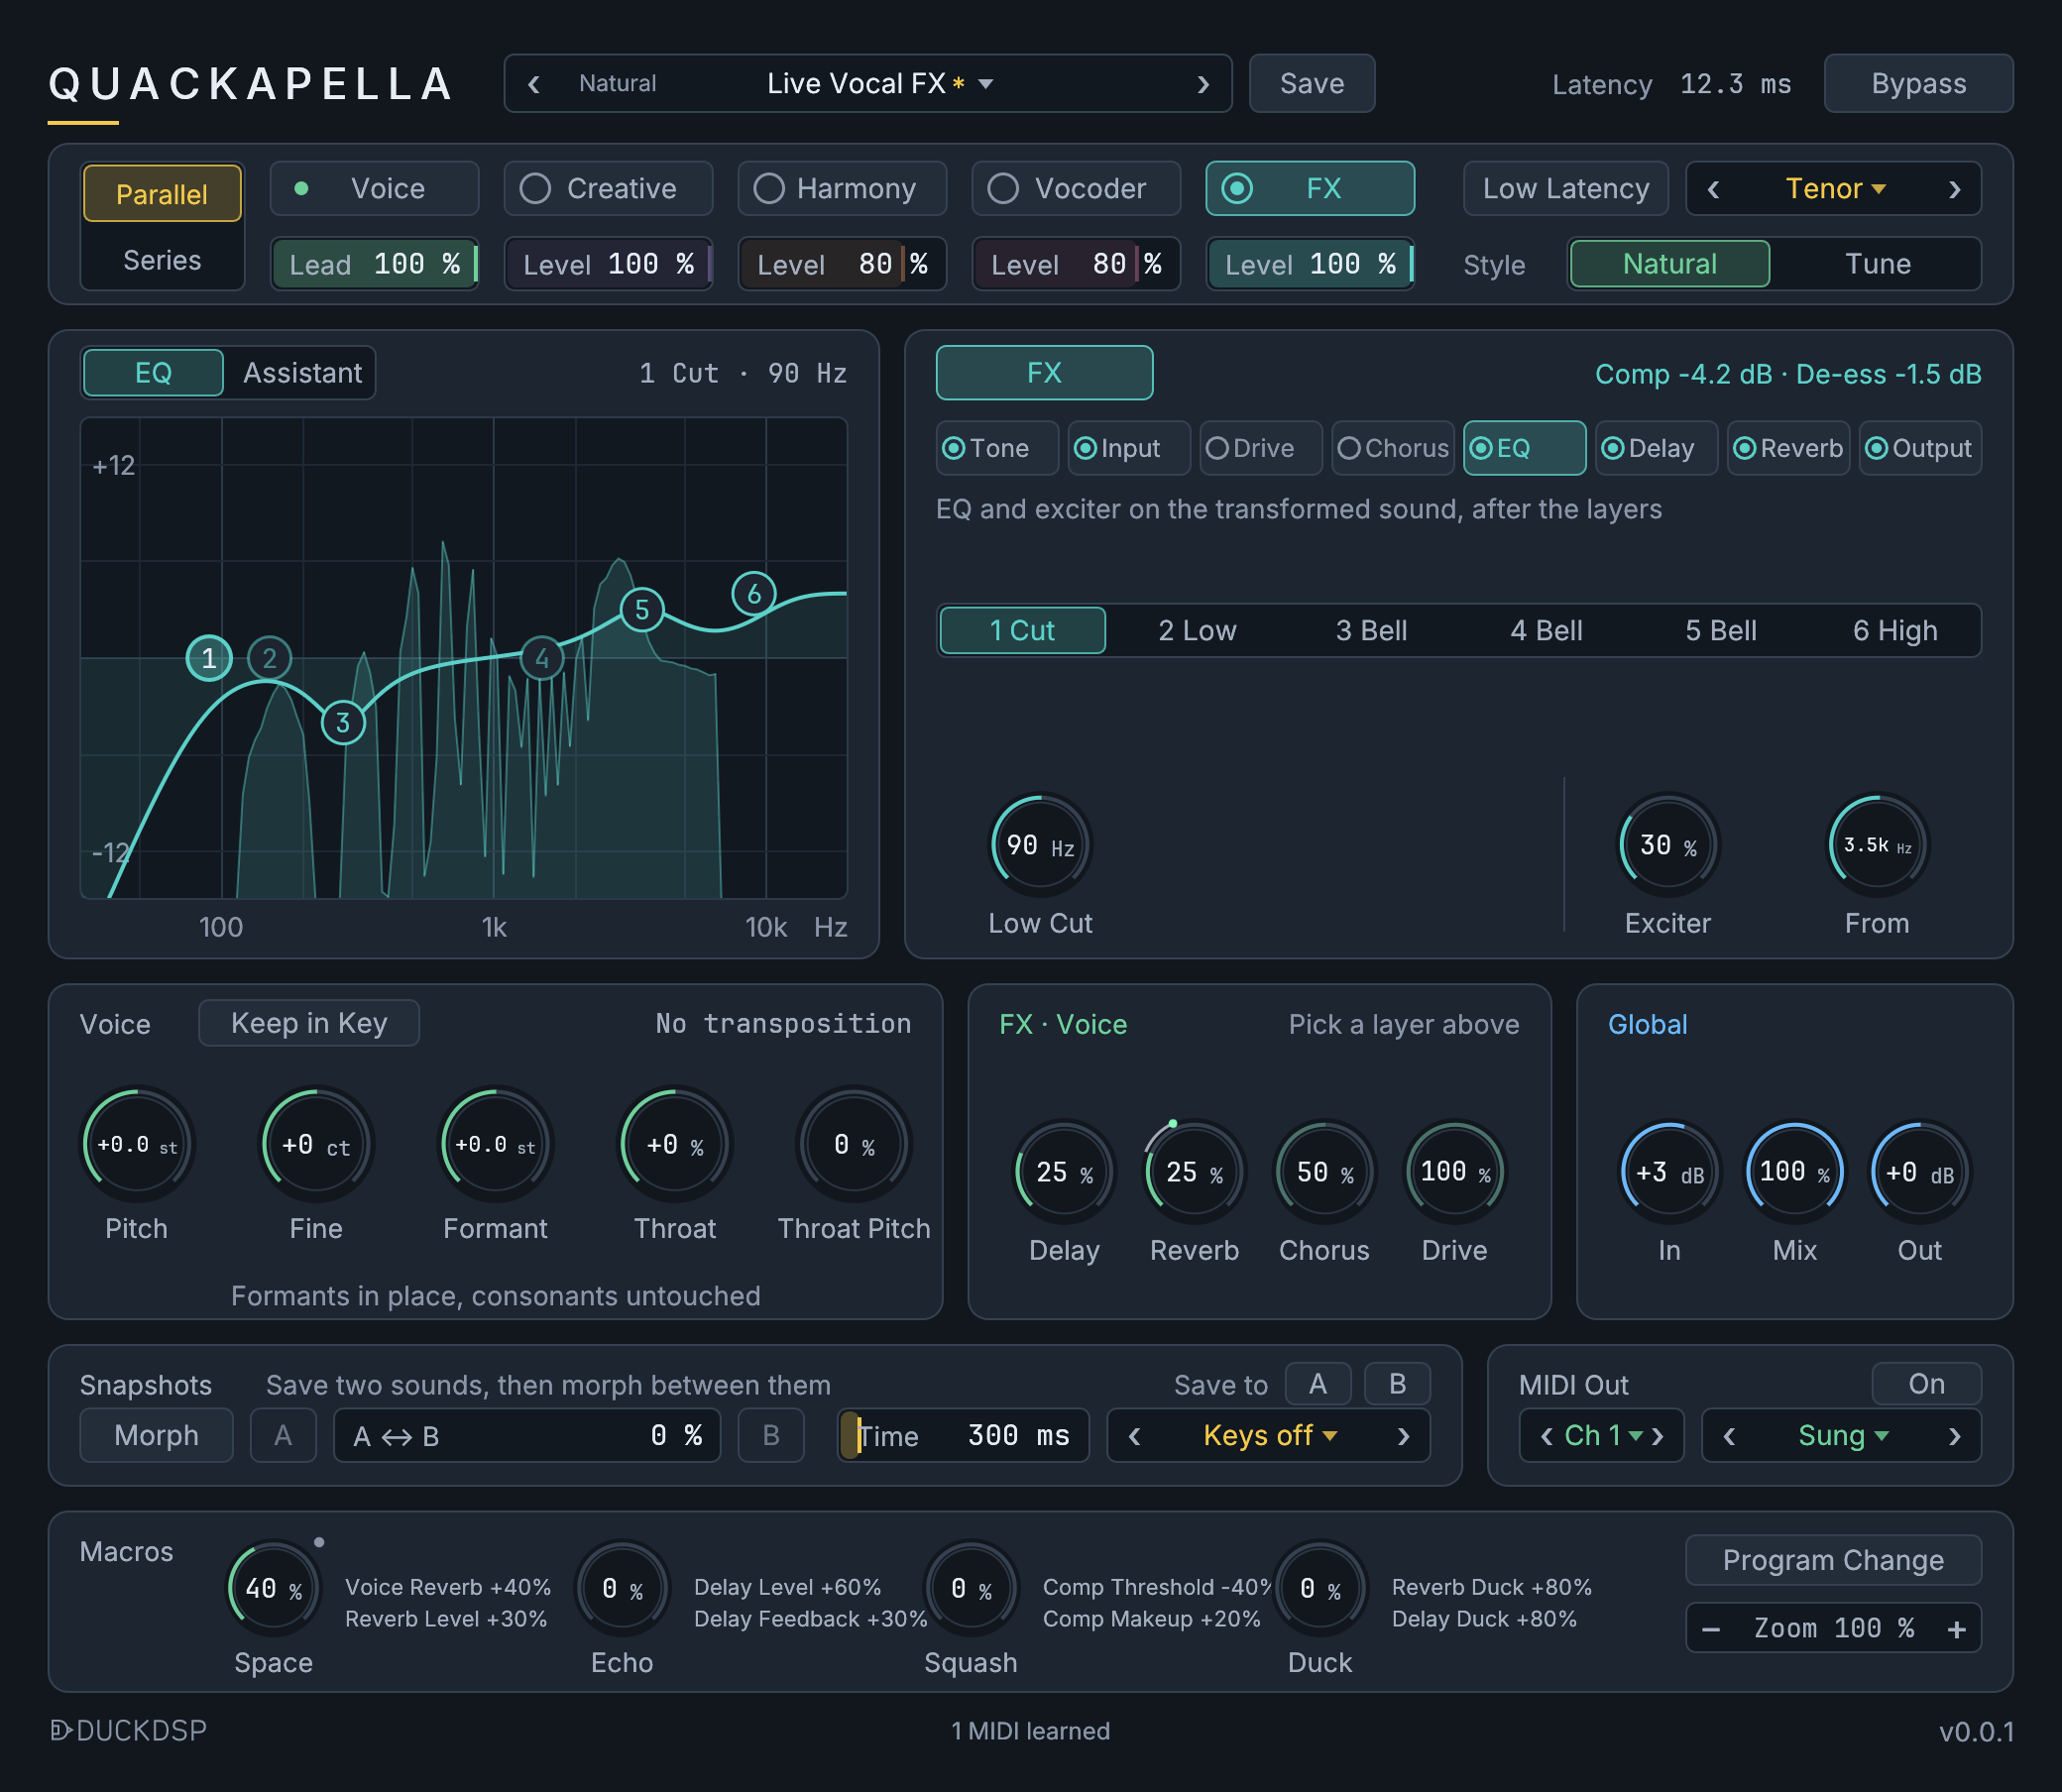 QUACKAPELLA
‹ Natural Live Vocal FX * ›
Save
Latency 12.3 ms
Bypass
Parallel
Voice
Creative
Harmony
Vocoder
FX
Low Latency
‹ Tenor ›
Series
Lead 100 %
Level 100 %
Level 80 %
Level 80 %
Level 100 %
Style
Natural
Tune
EQ
Assistant
1 Cut · 90 Hz
+12
-12
1
2
3
4
5
6
100
1k
10k
Hz
FX
Comp -4.2 dB · De-ess -1.5 dB
Tone
Input
Drive
Chorus
EQ
Delay
Reverb
Output
EQ and exciter on the transformed sound, after the layers
1 Cut
2 Low
3 Bell
4 Bell
5 Bell
6 High
90 Hz
Low Cut
30 %
Exciter
3.5k Hz
From
Voice
Keep in Key
No transposition
+0.0 st
Pitch
+0 ct
Fine
+0.0 st
Formant
+0 %
Throat
0 %
Throat Pitch
Formants in place, consonants untouched
FX · Voice
Pick a layer above
25 %
Delay
25 %
Reverb
50 %
Chorus
100 %
Drive
Global
+3 dB
In
100 %
Mix
+0 dB
Out
Snapshots
Save two sounds, then morph between them
Save to
A
B
Morph
A
A ↔ B 0 %
B
Time 300 ms
‹ Keys off ›
MIDI Out
On
‹ Ch 1 ›
‹ Sung ›
Macros
40 %
Space
Voice Reverb +40%
Reverb Level +30%
0 %
Echo
Delay Level +60%
Delay Feedback +30%
0 %
Squash
Comp Threshold -40%
Comp Makeup +20%
0 %
Duck
Reverb Duck +80%
Delay Duck +80%
Program Change
− Zoom 100 % +
DUCKDSP
1 MIDI learned
v0.0.1